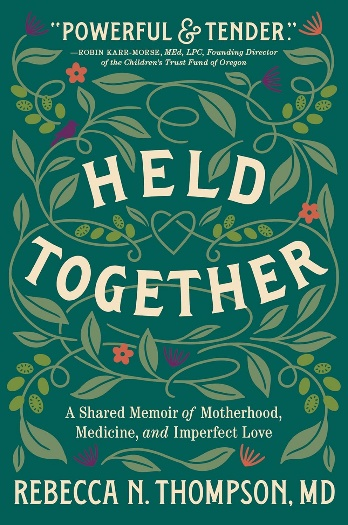 “POWERFUL & TENDER.”
—ROBIN KARR-MORSE, MEd, LPC, Founding Director
of the Children's Trust Fund of Oregon
HELD
TOGETHER
A Shared Memoir of Motherhood,
Medicine, and Imperfect Love
REBECCA N. THOMPSON, MD